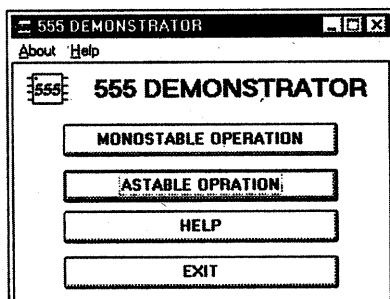 555 DEMONSTRATOR
About Help
555 555 DEMONSTRATOR
MONOSTABLE OPERATION
ASTABLE OPRATION
HELP
EXIT